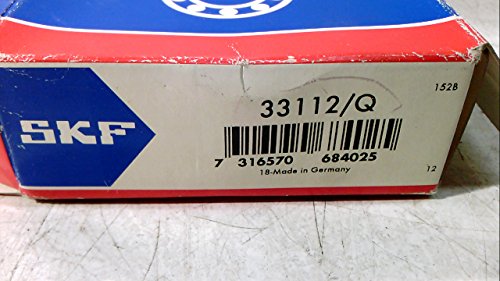 SKF
33112/Q
152B
7 316570 684025
18-Made in Germany
12